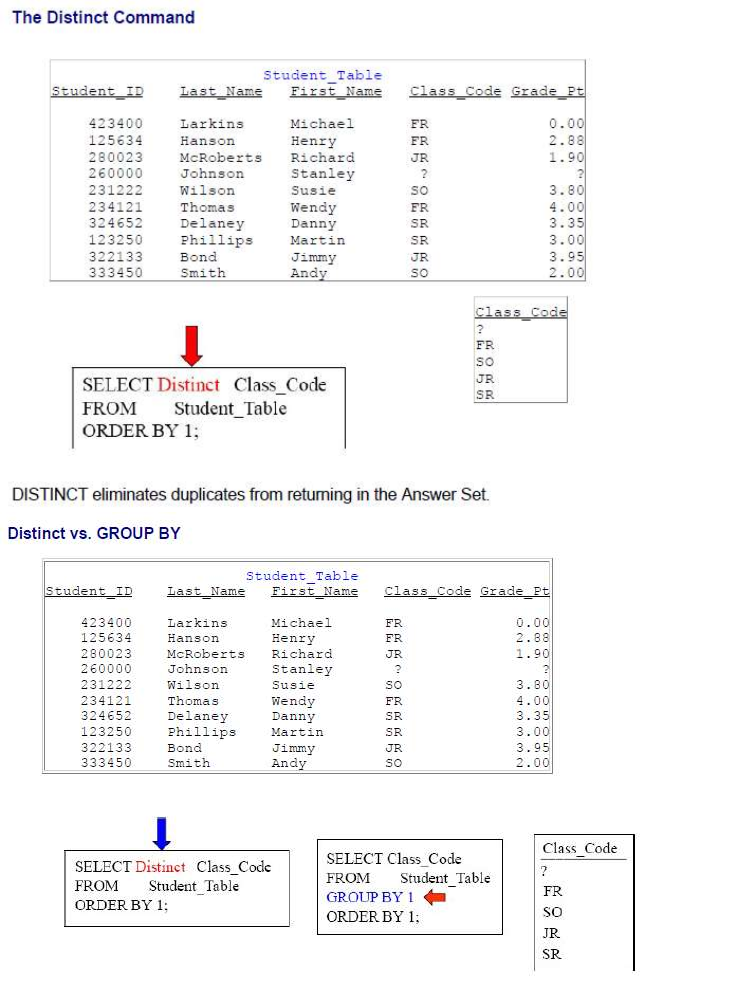 The Distinct Command
Student_Table
Student_ID Last_Name First_Name Class_Code Grade_Pt
423400 Larkins Michael FR 0.00
125634 Hanson Henry FR 2.88
280023 McRoberts Richard JR 1.90
260000 Johnson Stanley ? ?
231222 Wilson Susie SO 3.80
234121 Thomas Wendy FR 4.00
324652 Delaney Danny SR 3.35
123250 Phillips Martin SR 3.00
322133 Bond Jimmy JR 3.95
333450 Smith Andy SO 2.00
Class_Code
?
FR
SO
JR
SR
SELECT Distinct Class_Code
FROM Student_Table
ORDER BY 1;
DISTINCT eliminates duplicates from returning in the Answer Set.
Distinct vs. GROUP BY
Student_Table
Student_ID Last_Name First_Name Class_Code Grade_Pt
423400 Larkins Michael FR 0.00
125634 Hanson Henry FR 2.88
280023 McRoberts Richard JR 1.90
260000 Johnson Stanley ? ?
231222 Wilson Susie SO 3.80
234121 Thomas Wendy FR 4.00
324652 Delaney Danny SR 3.35
123250 Phillips Martin SR 3.00
322133 Bond Jimmy JR 3.95
333450 Smith Andy SO 2.00
SELECT Distinct Class_Code
FROM Student_Table
ORDER BY 1;
SELECT Class_Code
FROM Student_Table
GROUP BY 1
ORDER BY 1;
Class_Code
?
FR
SO
JR
SR